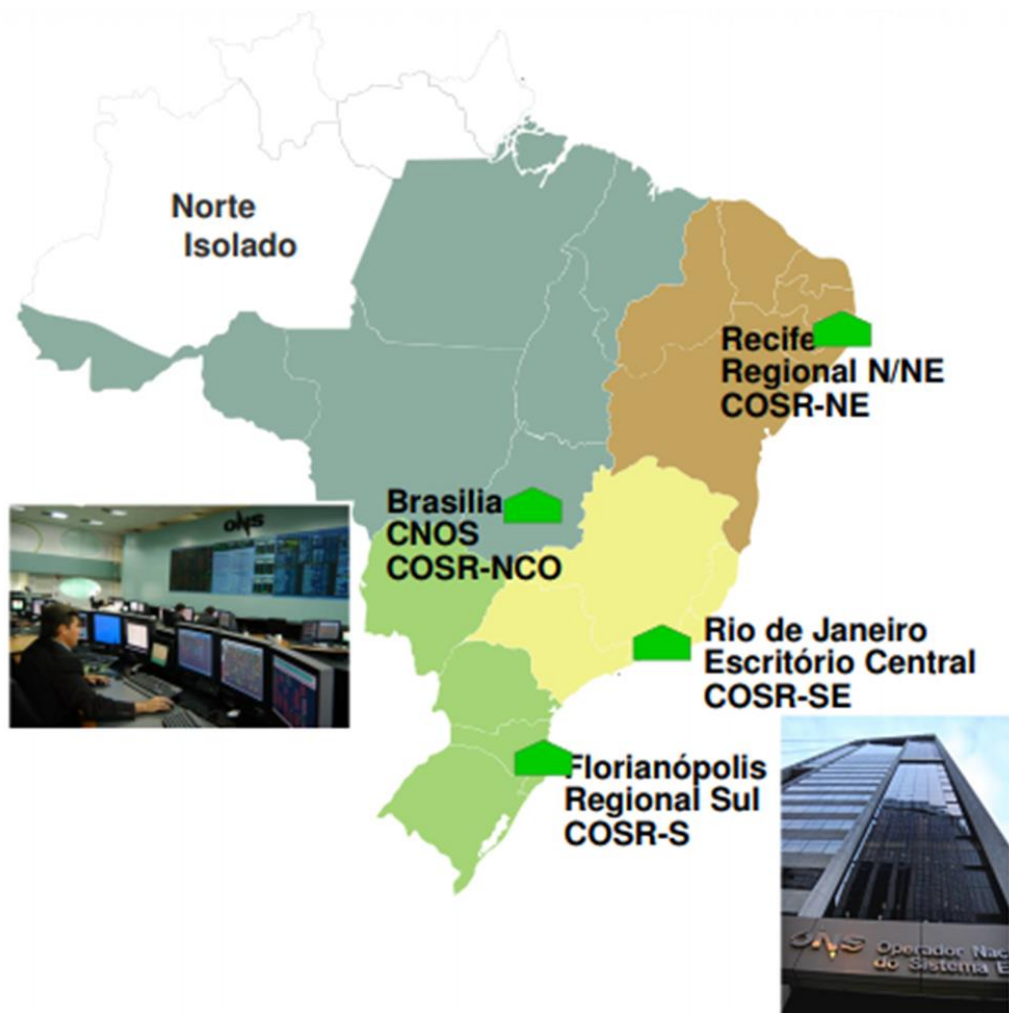 Norte
Isolado
Recife
Regional N/NE
COSR-NE
Brasilia
CNOS
COSR-NCO
ons
Rio de Janeiro
Escritório Central
COSR-SE
Florianópolis
Regional Sul
COSR-S
ONS Operador Nac
do Sistema E